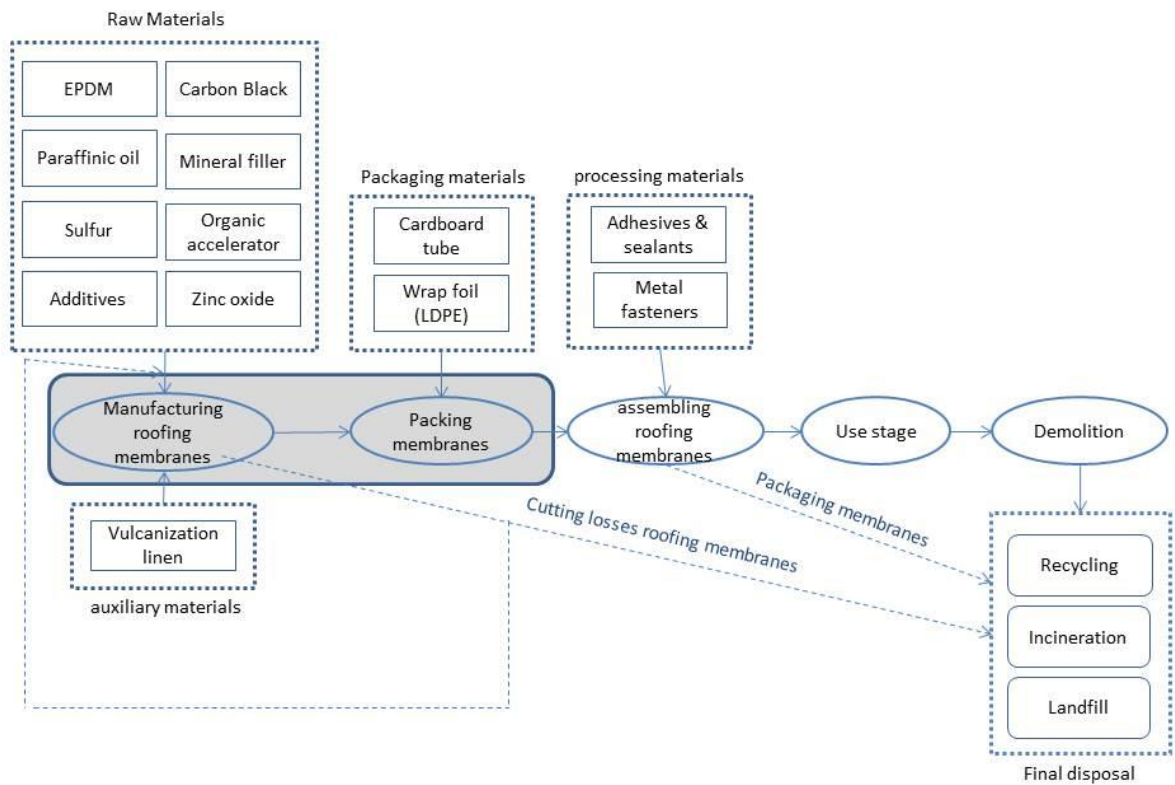 Raw Materials
EPDM
Carbon Black
Paraffinic oil
Mineral filler
Sulfur
Organic
accelerator
Additives
Zinc oxide
Packaging materials
Cardboard
tube
Wrap foil
(LDPE)
processing materials
Adhesives &
sealants
Metal
fasteners
Manufacturing
roofing
membranes
Packing
membranes
assembling
roofing
membranes
Use stage
Demolition
Vulcanization
linen
auxiliary materials
Cutting losses roofing membranes
Packaging membranes
Recycling
Incineration
Landfill
Final disposal